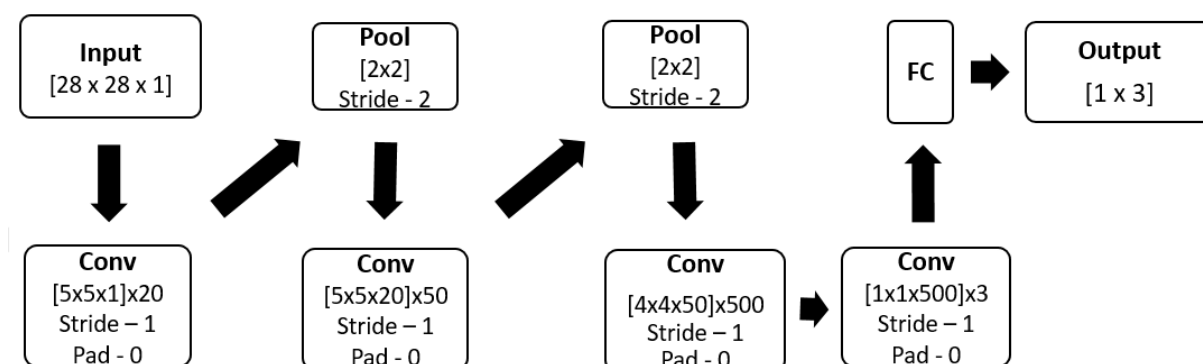 Input
[28 x 28 x 1]
Conv
[5x5x1]x20
Stride – 1
Pad - 0
Pool
[2x2]
Stride - 2
Conv
[5x5x20]x50
Stride – 1
Pad - 0
Pool
[2x2]
Stride - 2
Conv
[4x4x50]x500
Stride – 1
Pad - 0
Conv
[1x1x500]x3
Stride – 1
Pad - 0
FC
Output
[1 x 3]